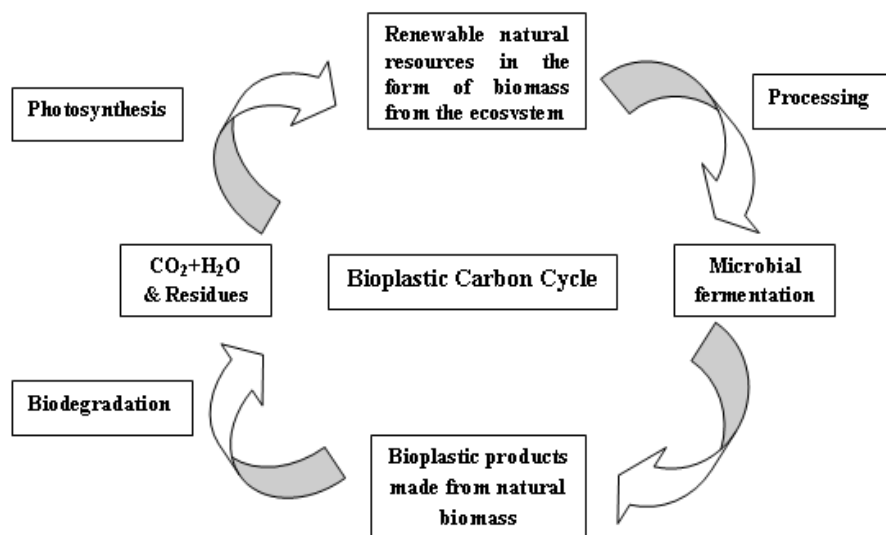 Renewable natural
resources in the
form of biomass
from the ecosvstem
Photosynthesis
Processing
CO₂+H₂O
& Residues
Bioplastic Carbon Cycle
Microbial
fermentation
Biodegradation
Bioplastic products
made from natural
biomass